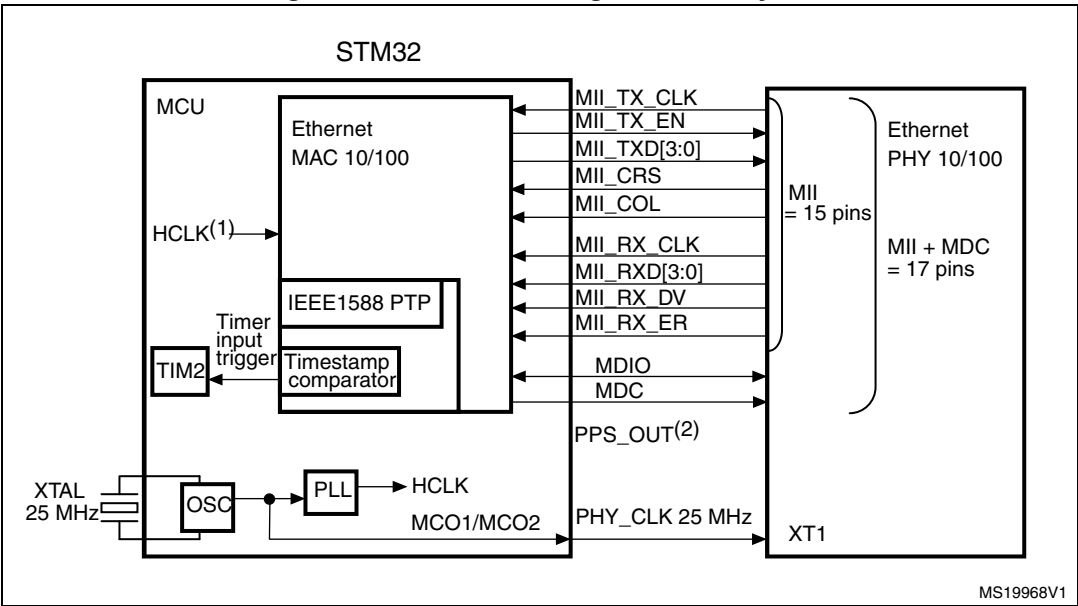 STM32
MCU
Ethernet
MAC 10/100
HCLK(1)
IEEE1588 PTP
Timer
input
trigger
TIM2
Timestamp
comparator
XTAL
25 MHz
OSC
PLL
HCLK
MCO1/MCO2
MII_TX_CLK
MII_TX_EN
MII_TXD[3:0]
MII_CRS
MII_COL
MII_RX_CLK
MII_RXD[3:0]
MII_RX_DV
MII_RX_ER
MDIO
MDC
PPS_OUT(2)
PHY_CLK 25 MHz
MII
= 15 pins
Ethernet
PHY 10/100
MII + MDC
= 17 pins
XT1
MS19968V1